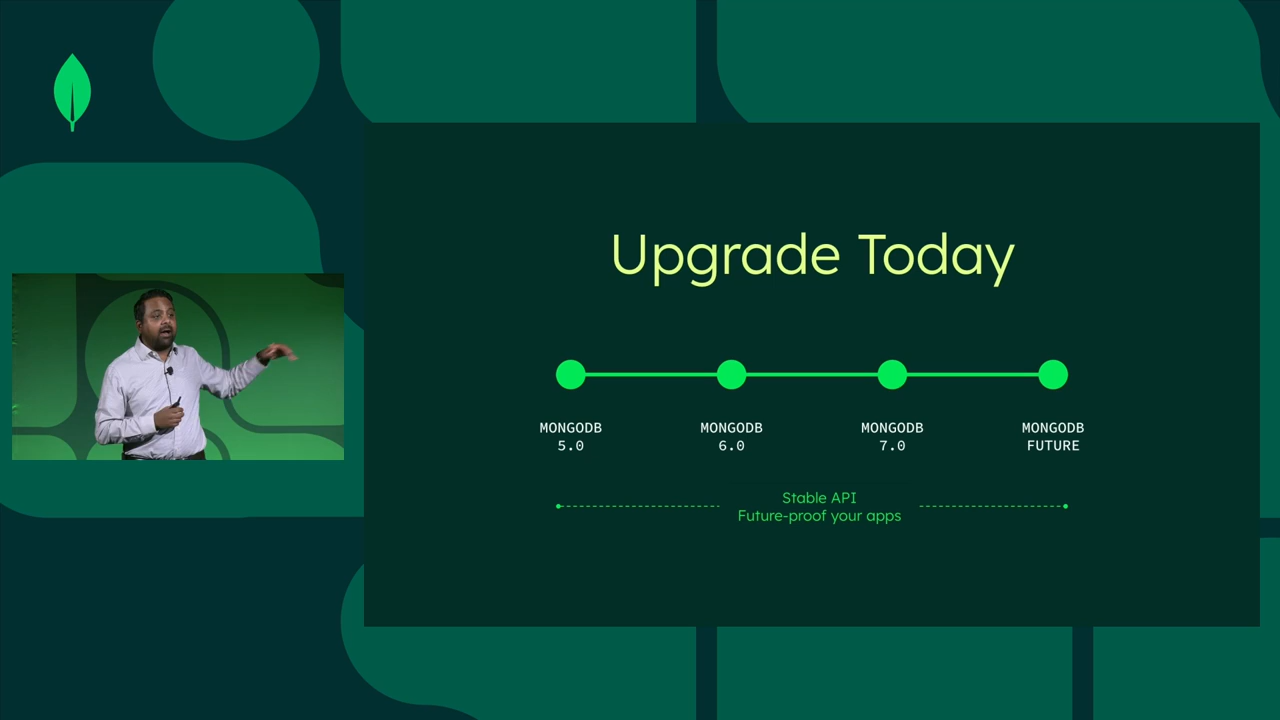 Upgrade Today
MONGODB
5.0
MONGODB
6.0
MONGODB
7.0
MONGODB
FUTURE
Stable API
Future-proof your apps